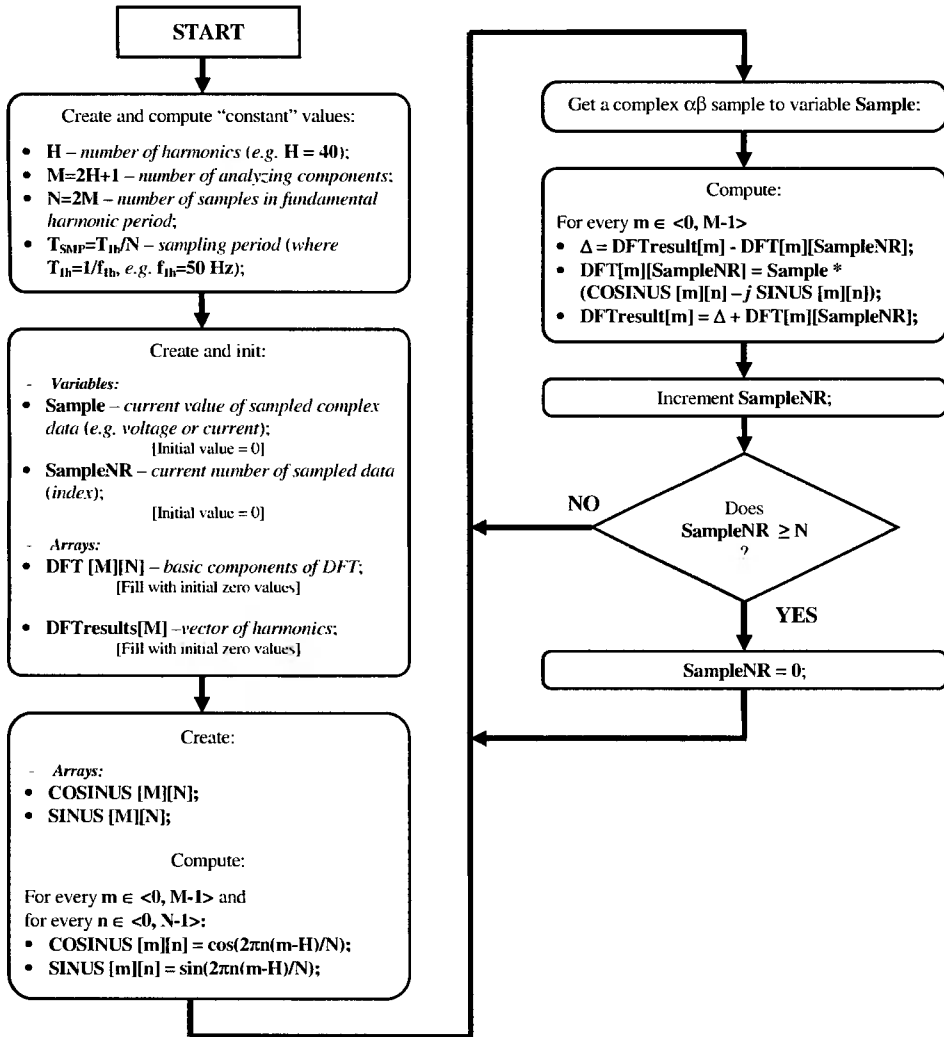 START
Create and compute “constant” values:
• H – number of harmonics (e.g. H = 40);
• M=2H+1 – number of analyzing components;
• N=2M – number of samples in fundamental
harmonic period;
• TSMP=T1h/N – sampling period (where
T1h=1/f1h, e.g. f1h=50 Hz);
Create and init:
- Variables:
• Sample – current value of sampled complex
data (e.g. voltage or current);
[Initial value = 0]
• SampleNR – current number of sampled data
(index);
[Initial value = 0]
- Arrays:
• DFT [M][N] – basic components of DFT;
[Fill with initial zero values]
• DFTresults[M] –vector of harmonics;
[Fill with initial zero values]
Create:
- Arrays:
• COSINUS [M][N];
• SINUS [M][N];
Compute:
For every m ∈ <0, M-1> and
for every n ∈ <0, N-1>:
• COSINUS [m][n] = cos(2πn(m-H)/N);
• SINUS [m][n] = sin(2πn(m-H)/N);
Get a complex αβ sample to variable Sample:
Compute:
For every m ∈ <0, M-1>
• Δ = DFTresult[m] - DFT[m][SampleNR];
• DFT[m][SampleNR] = Sample *
(COSINUS [m][n] – j SINUS [m][n]);
• DFTresult[m] = Δ + DFT[m][SampleNR];
Increment SampleNR;
Does
SampleNR ≥ N
?
NO
YES
SampleNR = 0;